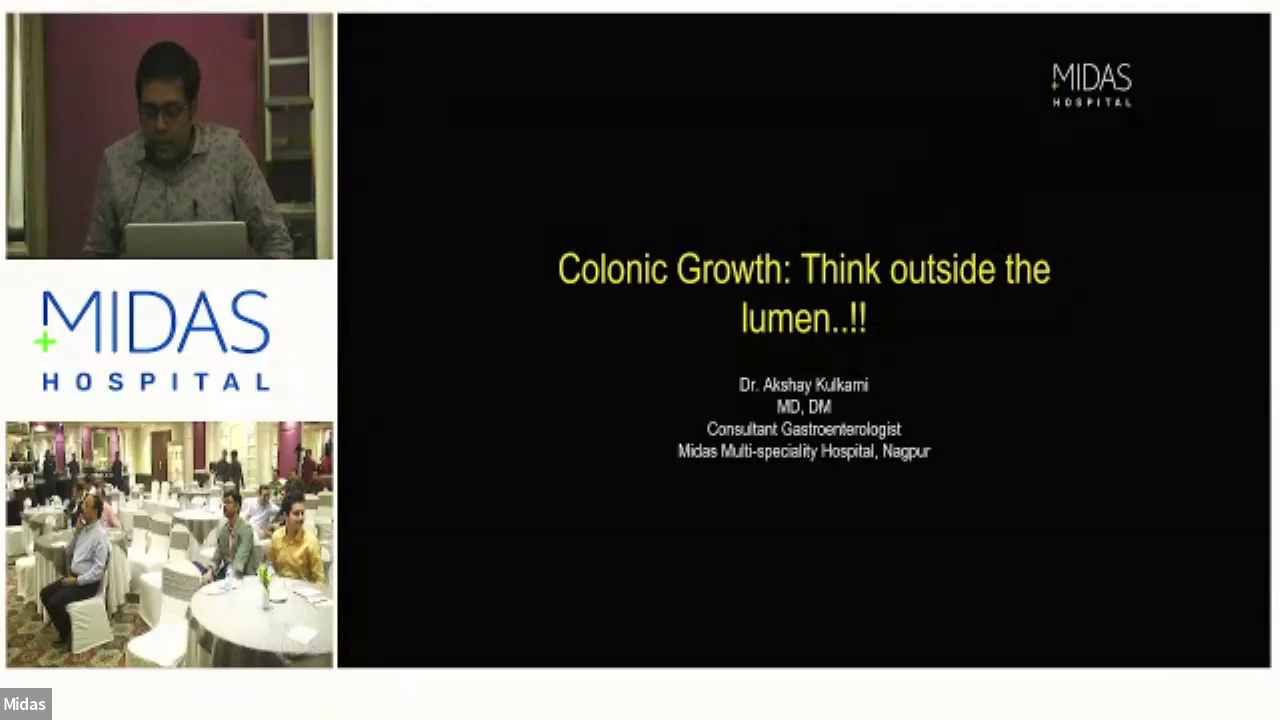 MIDAS
HOSPITAL
Colonic Growth: Think outside the
lumen..!!
Dr. Akshay Kulkarni
MD, DM
Consultant Gastroenterologist
Midas Multi-speciality Hospital, Nagpur
MIDAS
HOSPITAL
Midas